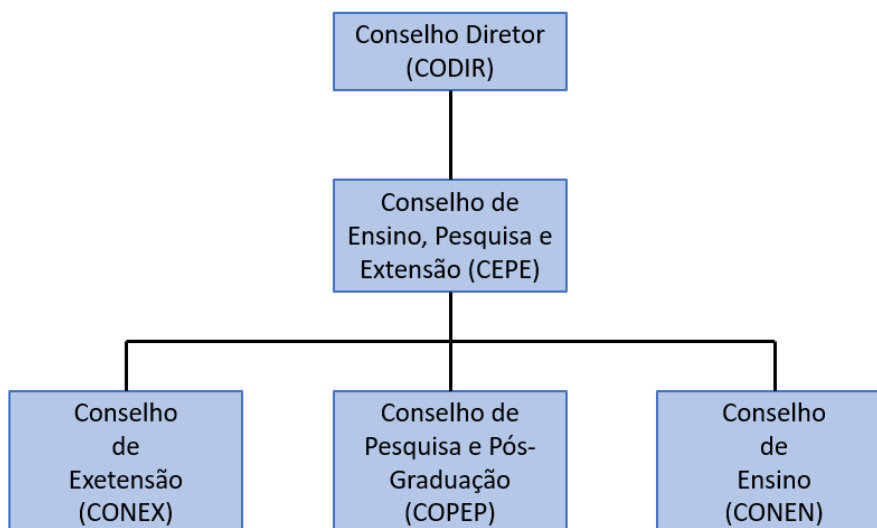 Conselho Diretor
(CODIR)
Conselho de
Ensino, Pesquisa e
Extensão (CEPE)
Conselho
de
Exetensão
(CONEX)
Conselho de
Pesquisa e Pós-
Graduação
(COPEP)
Conselho
de
Ensino
(CONEN)